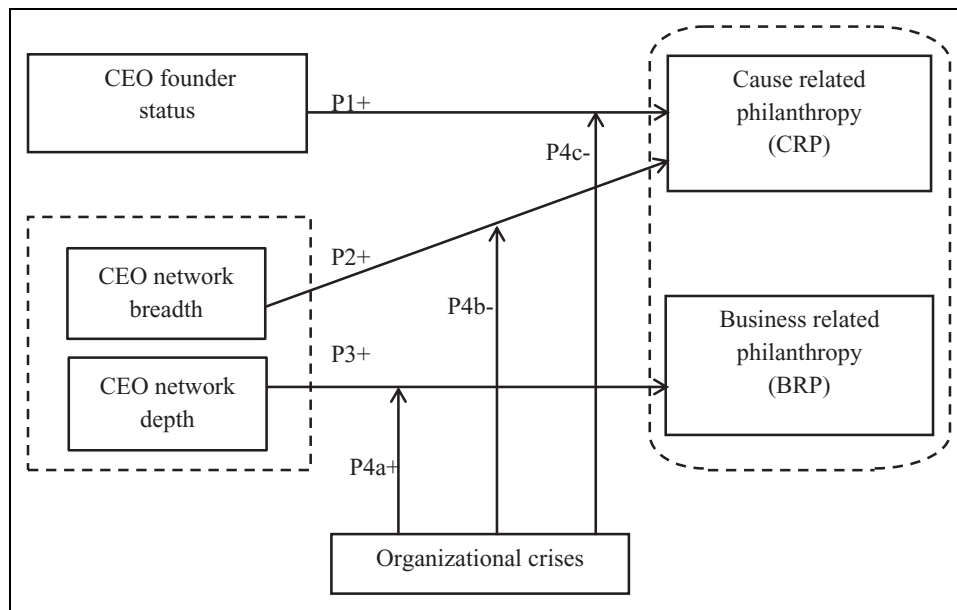 CEO founder
status
P1+
Cause related
philanthropy
(CRP)
P4c-
CEO network
breadth
P2+
P4b-
Business related
philanthropy
(BRP)
P3+
CEO network
depth
P4a+
Organizational crises